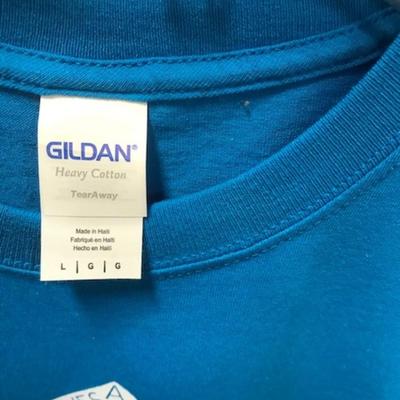 GILDAN®
Heavy Cotton
TearAway
Made in Haiti
Fabriqué en Haïti
Hecho en Haití
L | G | G